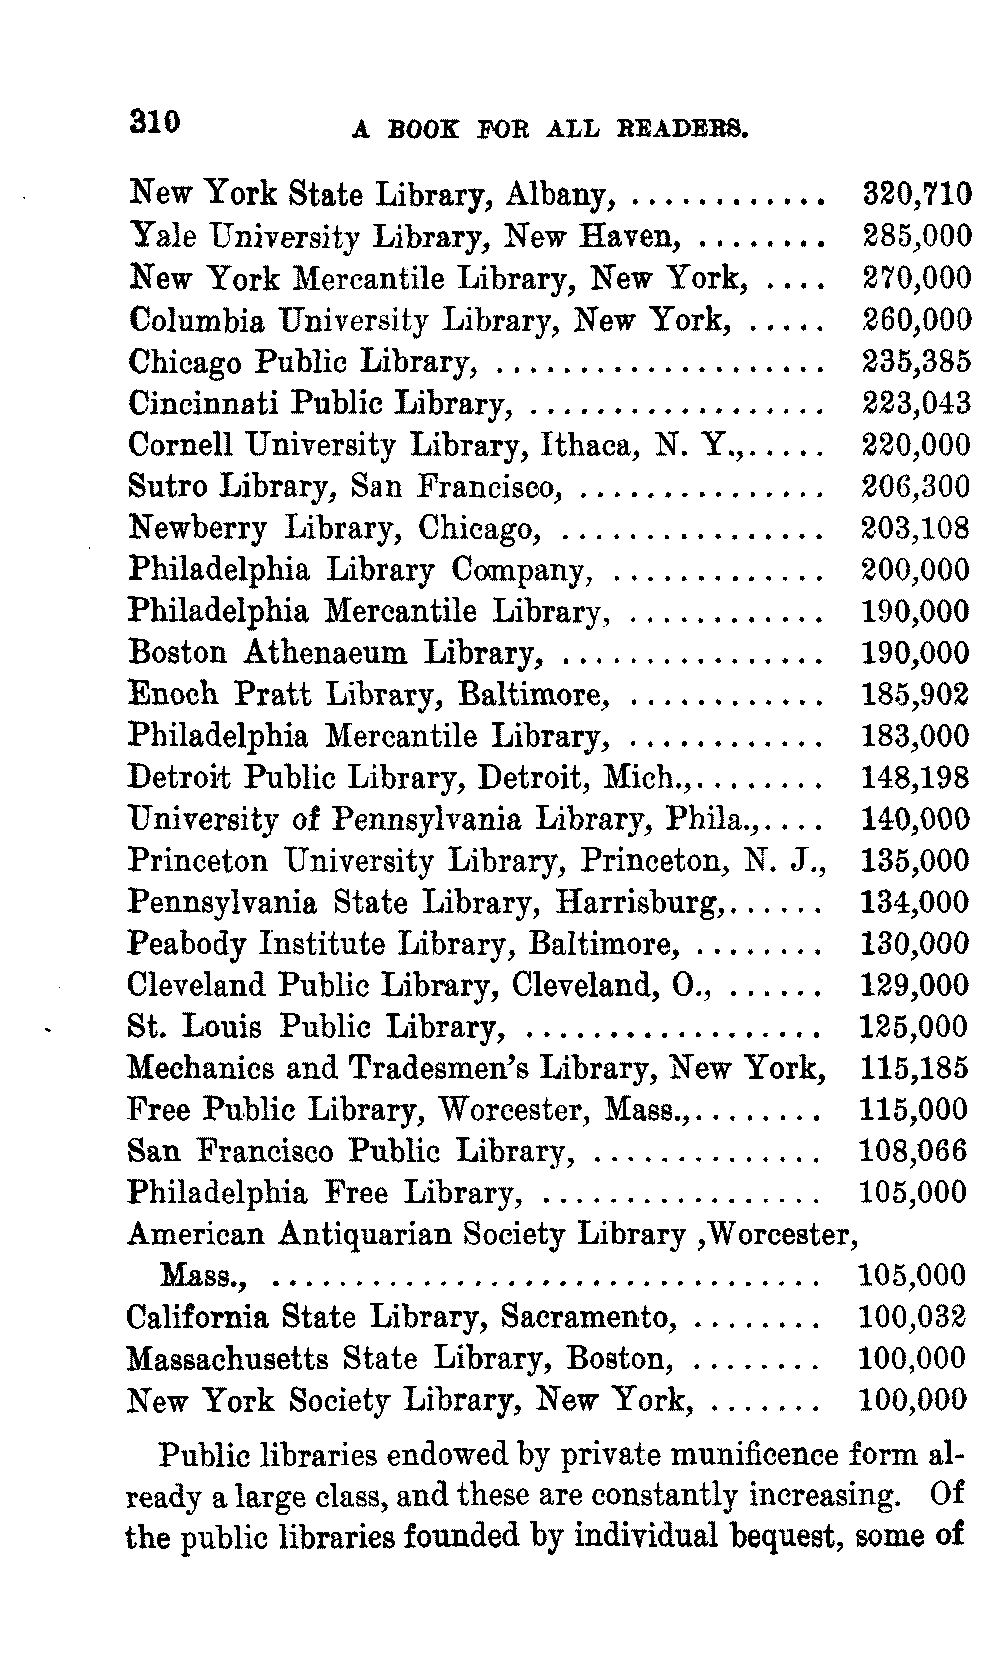 310
A BOOK FOR ALL READERS.
New York State Library, Albany, ............ 320,710
Yale University Library, New Haven, ........ 285,000
New York Mercantile Library, New York, .... 270,000
Columbia University Library, New York, ..... 260,000
Chicago Public Library, .................... 235,385
Cincinnati Public Library, .................. 223,043
Cornell University Library, Ithaca, N. Y.,..... 220,000
Sutro Library, San Francisco, ............... 206,300
Newberry Library, Chicago, ................ 203,108
Philadelphia Library Company, ............. 200,000
Philadelphia Mercantile Library, ............ 190,000
Boston Athenaeum Library, ................ 190,000
Enoch Pratt Library, Baltimore, ............ 185,902
Philadelphia Mercantile Library, ............ 183,000
Detroit Public Library, Detroit, Mich.,........ 148,198
University of Pennsylvania Library, Phila.,.... 140,000
Princeton University Library, Princeton, N. J., 135,000
Pennsylvania State Library, Harrisburg,...... 134,000
Peabody Institute Library, Baltimore, ........ 130,000
Cleveland Public Library, Cleveland, O., ...... 129,000
St. Louis Public Library, .................. 125,000
Mechanics and Tradesmen's Library, New York, 115,185
Free Public Library, Worcester, Mass.,........ 115,000
San Francisco Public Library, .............. 108,066
Philadelphia Free Library, ................. 105,000
American Antiquarian Society Library ,Worcester,
Mass., ................................. 105,000
California State Library, Sacramento, ........ 100,032
Massachusetts State Library, Boston, ........ 100,000
New York Society Library, New York, ....... 100,000
Public libraries endowed by private munificence form al-
ready a large class, and these are constantly increasing. Of
the public libraries founded by individual bequest, some of